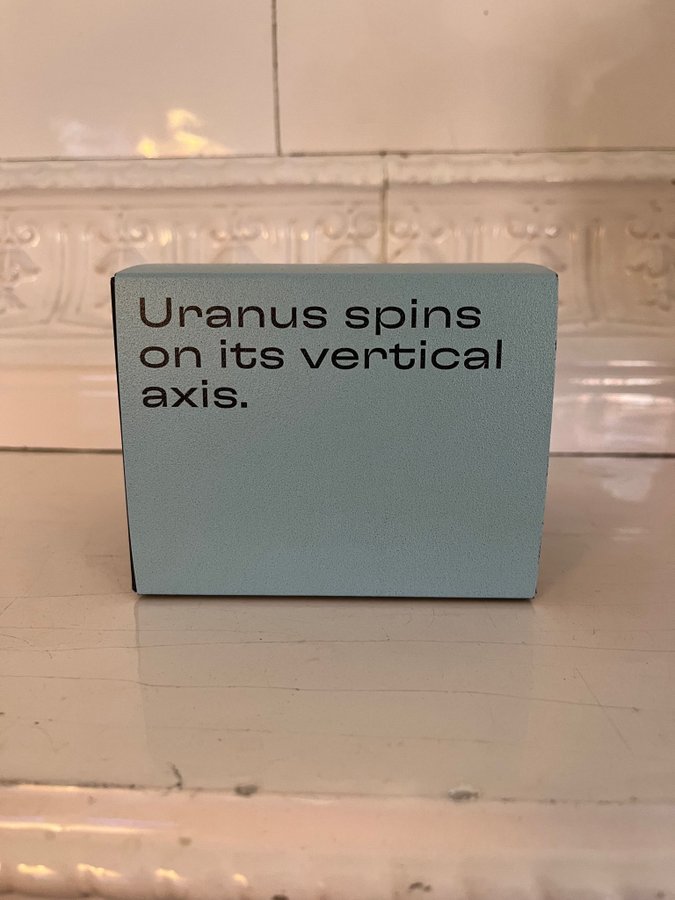 Uranus spins
on its vertical
axis.